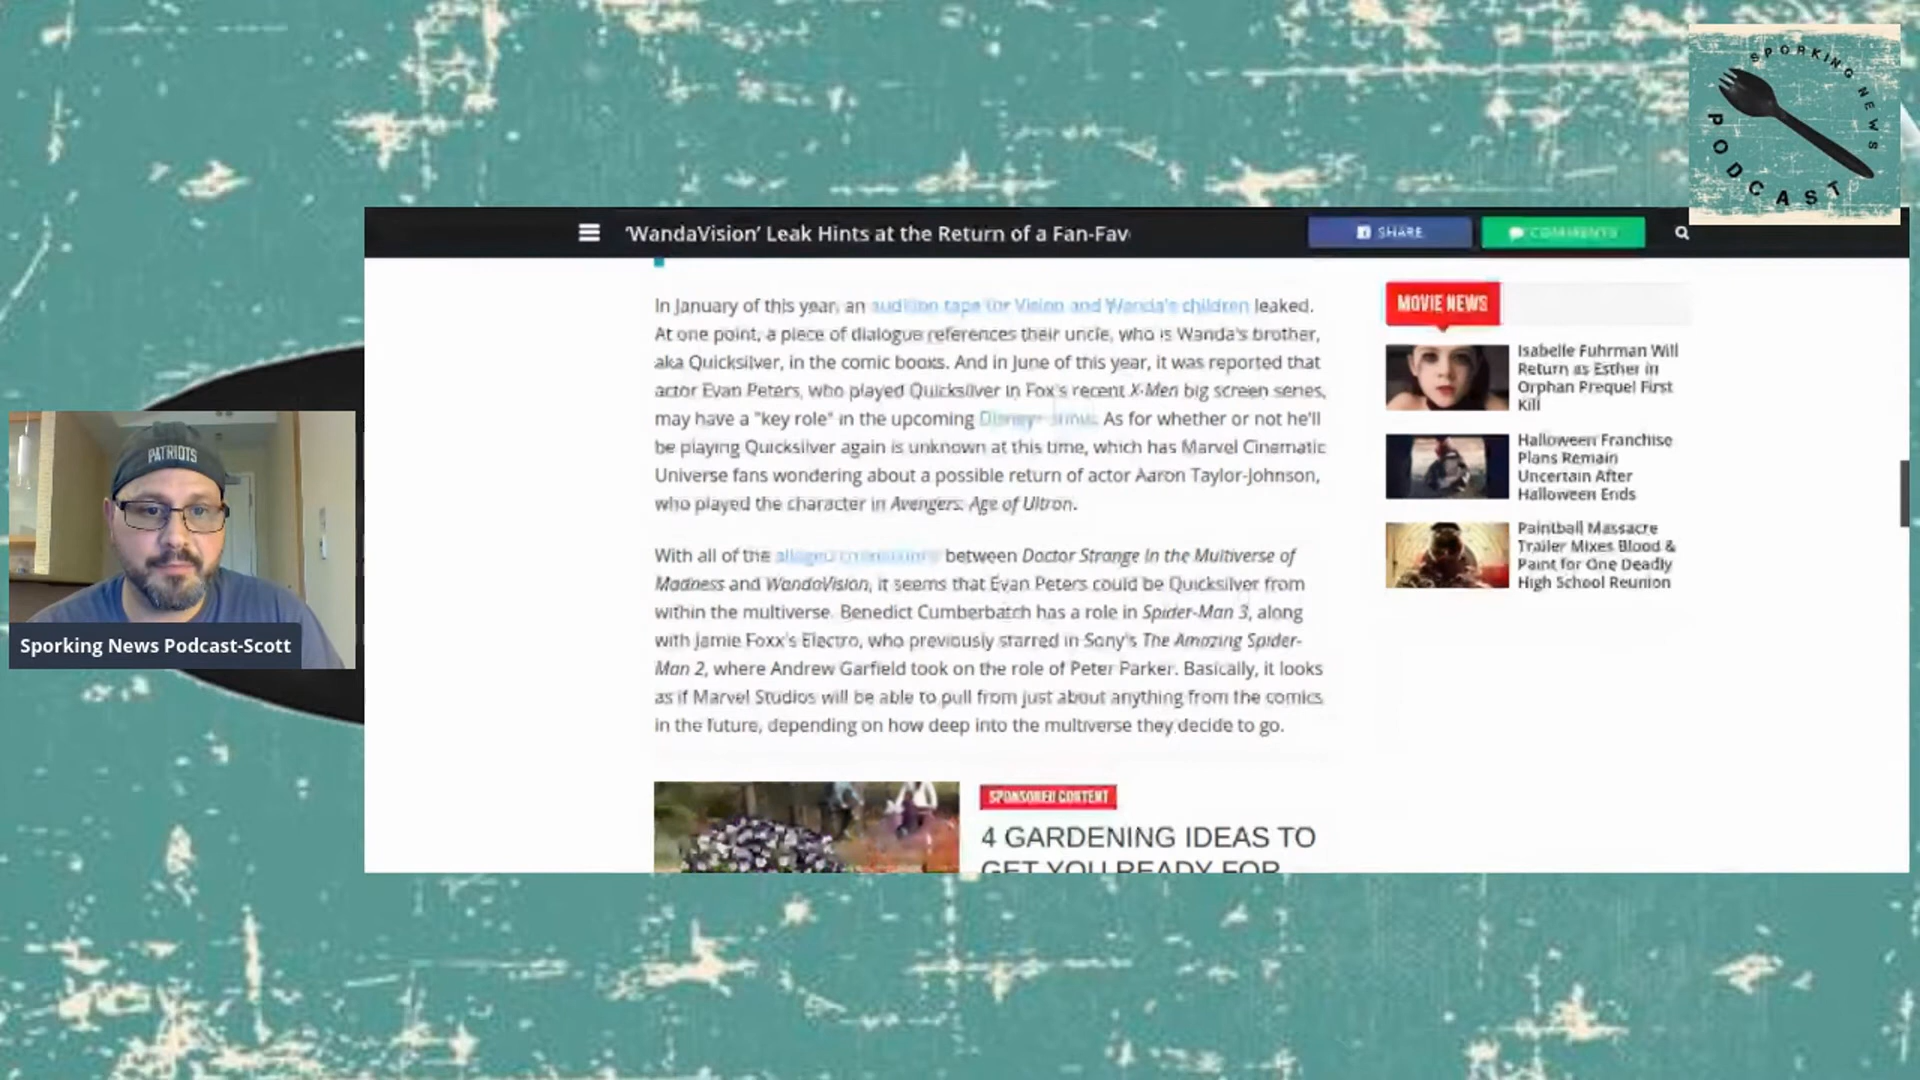 SPORKING NEWS
PODCAST
'WandaVision' Leak Hints at the Return of a Fan-Fav
SHARE
COMMENTS
In January of this year, an audition tape for Vision and Wanda's children leaked.
At one point, a piece of dialogue references their uncle, who is Wanda's brother,
aka Quicksilver, in the comic books. And in June of this year, it was reported that
actor Evan Peters, who played Quicksilver in Fox's recent X-Men big screen series,
may have a "key role" in the upcoming Disney+ As for whether or not he'll
be playing Quicksilver again is unknown at this time, which has Marvel Cinematic
Universe fans wondering about a possible return of actor Aaron Taylor-Johnson,
who played the character in Avengers: Age of Ultron.
With all of the alleged between Doctor Strange in the Multiverse of
Madness and WandaVision, it seems that Evan Peters could be Quicksilver from
within the multiverse. Benedict Cumberbatch has a role in Spider-Man 3, along
with Jamie Foxx's Electro, who previously starred in Sony's The Amazing Spider-
Man 2, where Andrew Garfield took on the role of Peter Parker. Basically, it looks
as if Marvel Studios will be able to pull from just about anything from the comics
in the future, depending on how deep into the multiverse they decide to go.
SPONSORED CONTENT
4 GARDENING IDEAS TO
GET YOU READY FOR
MOVIE NEWS
Isabelle Fuhrman Will
Return as Esther in
Orphan Prequel First
Kill
Halloween Franchise
Plans Remain
Uncertain After
Halloween Ends
Paintball Massacre
Trailer Mixes Blood &
Paint for One Deadly
High School Reunion
PATRIOTS
Sporking News Podcast-Scott